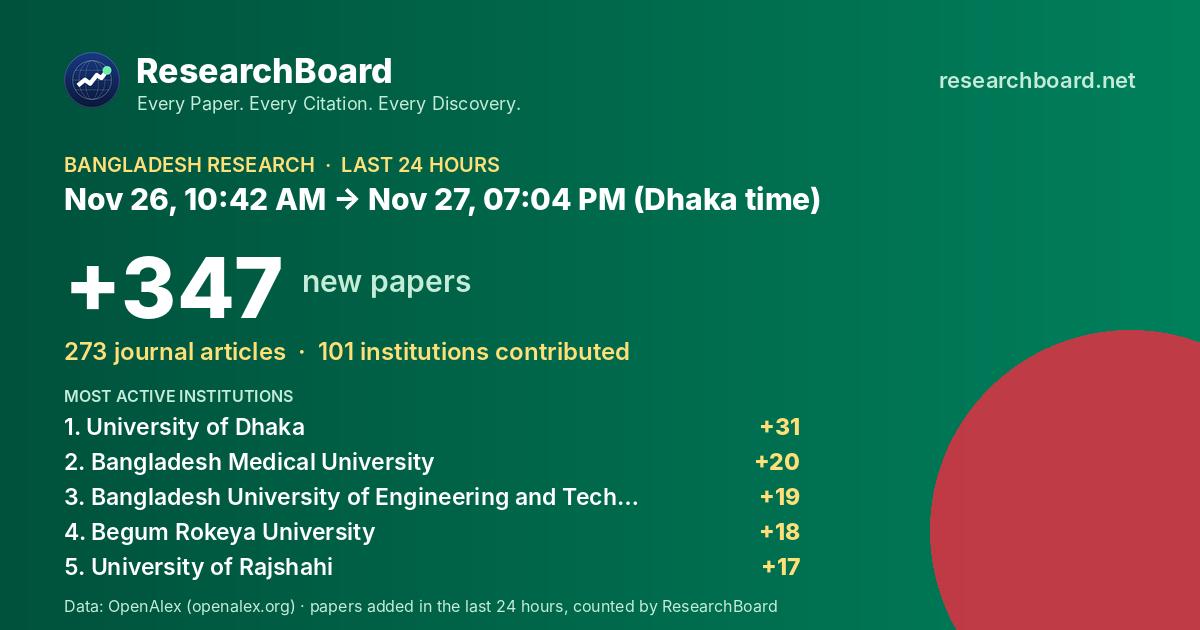 ResearchBoard
Every Paper. Every Citation. Every Discovery.
researchboard.net
BANGLADESH RESEARCH · LAST 24 HOURS
Nov 26, 10:42 AM → Nov 27, 07:04 PM (Dhaka time)
+347 new papers
273 journal articles · 101 institutions contributed
MOST ACTIVE INSTITUTIONS
1. University of Dhaka +31
2. Bangladesh Medical University +20
3. Bangladesh University of Engineering and Tech... +19
4. Begum Rokeya University +18
5. University of Rajshahi +17
Data: OpenAlex (openalex.org) · papers added in the last 24 hours, counted by ResearchBoard